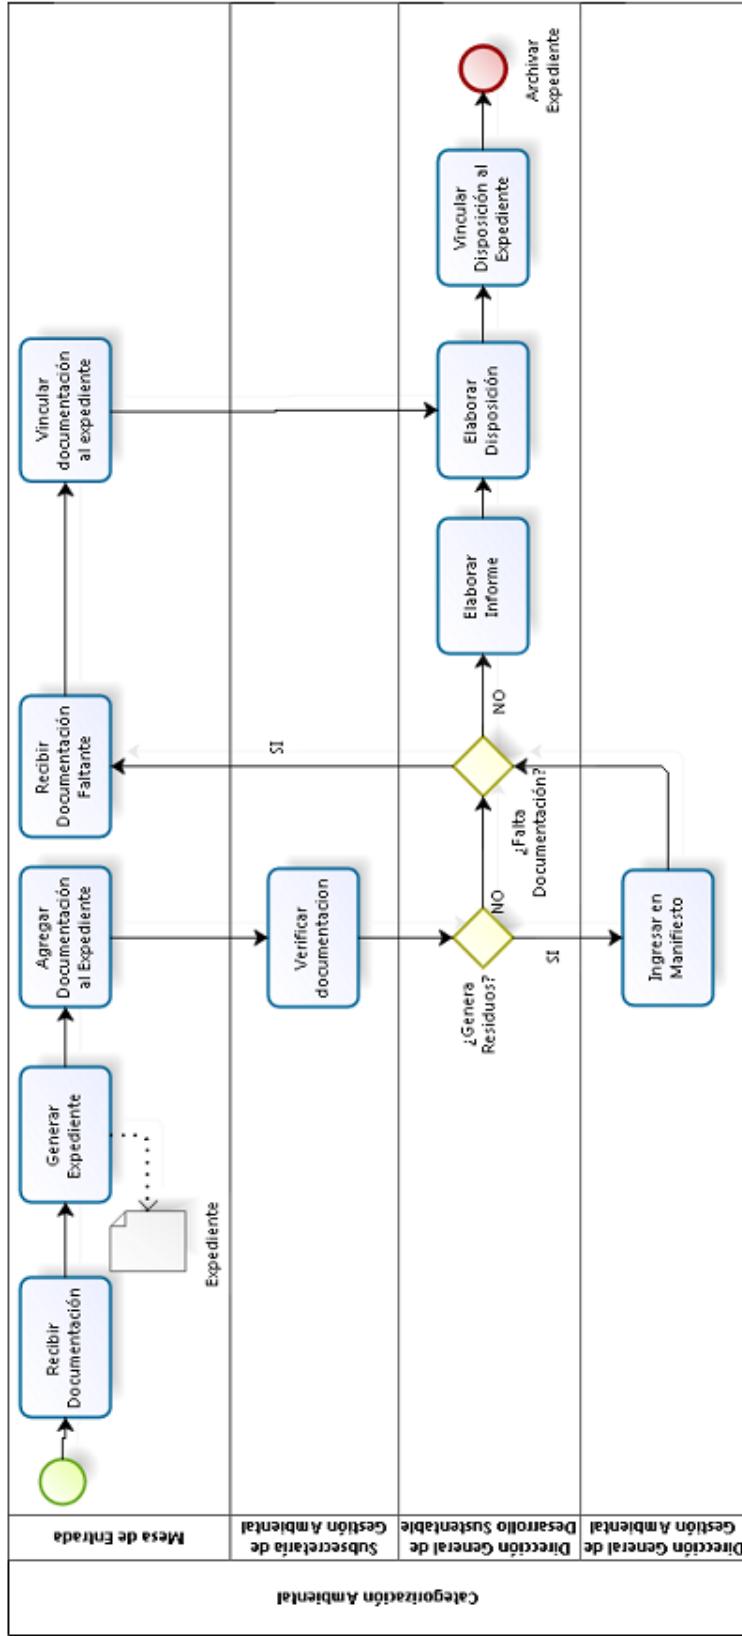 Categorización Ambiental
Mesa de Entrada
Recibir
Documentación
Generar
Expediente
Expediente
Agregar
Documentación
al Expediente
Recibir
Documentación
Faltante
Vincular
documentación
al expediente
Subsecretaría de
Gestión Ambiental
Verificar
documentacion
SI
Dirección General de
Desarrollo Sustentable
¿Genera
Residuos?
NO
SI
¿Falta
Documentación?
NO
Elaborar
Informe
Elaborar
Disposición
Vincular
Disposición al
Expediente
Archivar
Expediente
Dirección General de
Gestión Ambiental
Ingresar en
Manifiesto